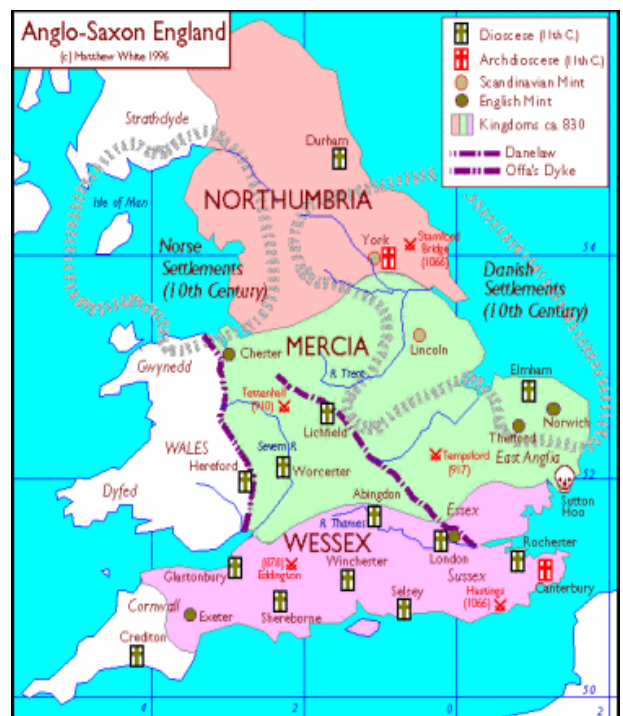 Anglo-Saxon England
(c) Matthew White 1996
Dioscese (11th C.)
Archdioscese (11th C.)
Scandinavian Mint
English Mint
Kingdoms ca. 830
Danelaw
Offa's Dyke
Strathclyde
Durham
Isle of Man
NORTHUMBRIA
York
Stamford
Bridge
(1066)
54
Norse
Settlements
(10th Century)
Danish
Settlements
(10th Century)
Chester
MERCIA
Lincoln
Gwynedd
R. Trent
Elmham
Tettenhall
(910)
Lichfield
Norwich
Thetford
WALES
Severn R.
Tempsford
(917)
East Anglia
Hereford
Worcerter
52
Dyfed
Sutton
Hoo
Abingdon
Essex
R. Thames
WESSEX
London
Rochester
Glastonbury
(878)
Eddington
Winchester
Sussex
Canterbury
Cornwall
Exeter
Shereborne
Selsey
Hastings
(1066)
Crediton
50
4
2
0
2